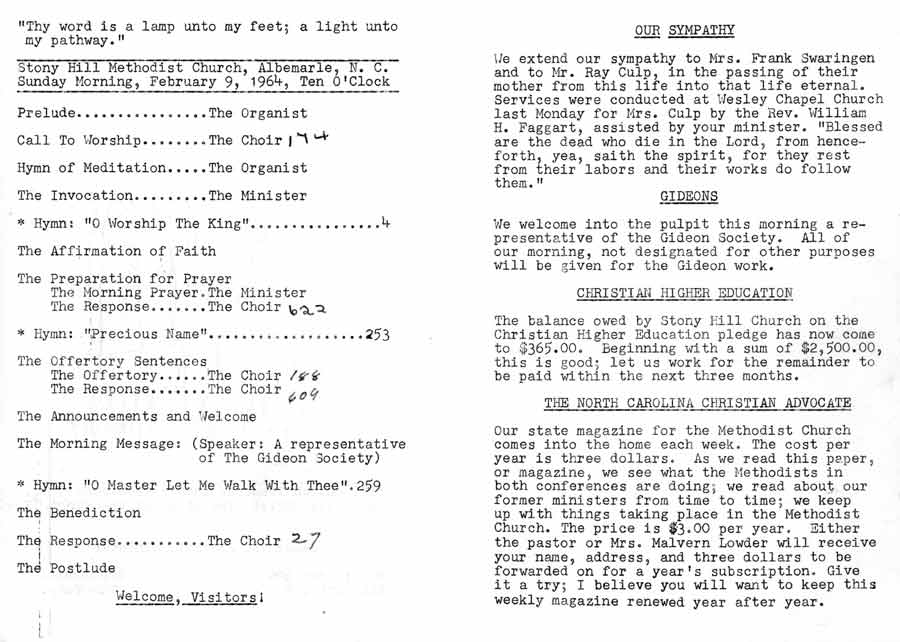 "Thy word is a lamp unto my feet; a light unto
my pathway."
Stony Hill Methodist Church, Albemarle, N. C.
Sunday Morning, February 9, 1964, Ten O'Clock
Prelude................The Organist
Call To Worship........The Choir 174
Hymn of Meditation.....The Organist
The Invocation.........The Minister
* Hymn: "O Worship The King"................4
The Affirmation of Faith
The Preparation for Prayer
The Morning Prayer.The Minister
The Response.......The Choir 622
* Hymn: "Precious Name"...................253
The Offertory Sentences
The Offertory......The Choir 188
The Response.......The Choir 609
The Announcements and Welcome
The Morning Message: (Speaker: A representative
of The Gideon Society)
* Hymn: "O Master Let Me Walk With Thee".259
The Benediction
The Response...........The Choir 27
The Postlude
Welcome, Visitors!
OUR SYMPATHY
We extend our sympathy to Mrs. Frank Swaringen
and to Mr. Ray Culp, in the passing of their
mother from this life into that life eternal.
Services were conducted at Wesley Chapel Church
last Monday for Mrs. Culp by the Rev. William
H. Faggart, assisted by your minister. "Blessed
are the dead who die in the Lord, from hence-
forth, yea, saith the spirit, for they rest
from their labors and their works do follow
them."
GIDEONS
We welcome into the pulpit this morning a re-
presentative of the Gideon Society. All of
our morning, not designated for other purposes
will be given for the Gideon work.
CHRISTIAN HIGHER EDUCATION
The balance owed by Stony Hill Church on the
Christian Higher Education pledge has now come
to $365.00. Beginning with a sum of $2,500.00,
this is good; let us work for the remainder to
be paid within the next three months.
THE NORTH CAROLINA CHRISTIAN ADVOCATE
Our state magazine for the Methodist Church
comes into the home each week. The cost per
year is three dollars. As we read this paper,
or magazine, we see what the Methodists in
both conferences are doing; we read about our
former ministers from time to time; we keep
up with things taking place in the Methodist
Church. The price is $3.00 per year. Either
the pastor or Mrs. Malvern Lowder will receive
your name, address, and three dollars to be
forwarded on for a year's subscription. Give
it a try; I believe you will want to keep this
weekly magazine renewed year after year.